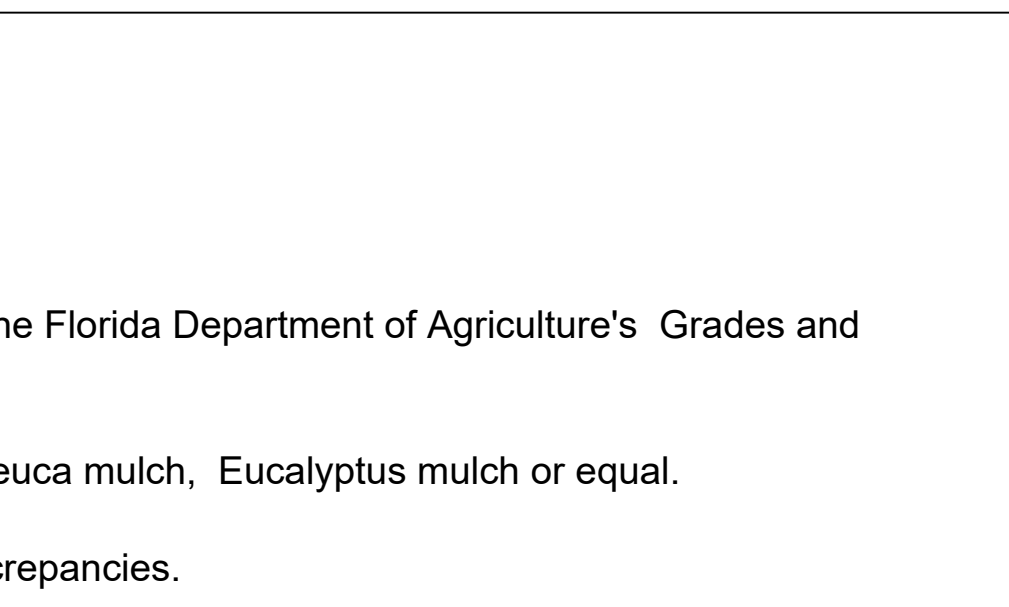 he Florida Department of Agriculture's  Grades and
euca mulch,  Eucalyptus mulch or equal.
crepancies.